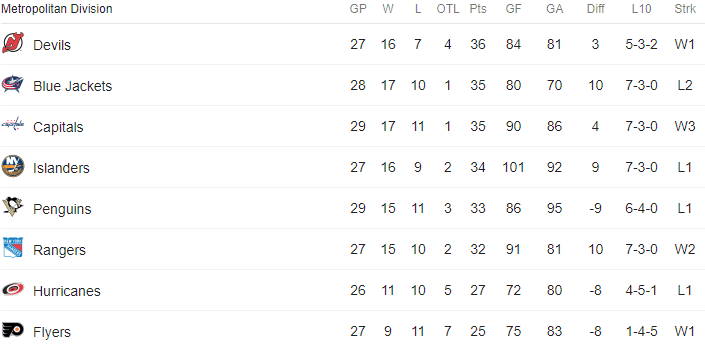 Metropolitan Division GP W L OTL Pts GF GA Diff L10 Strk
Devils 27 16 7 4 36 84 81 3 5-3-2 W1
Blue Jackets 28 17 10 1 35 80 70 10 7-3-0 L2
Capitals 29 17 11 1 35 90 86 4 7-3-0 W3
Islanders 27 16 9 2 34 101 92 9 7-3-0 L1
Penguins 29 15 11 3 33 86 95 -9 6-4-0 L1
Rangers 27 15 10 2 32 91 81 10 7-3-0 W2
Hurricanes 26 11 10 5 27 72 80 -8 4-5-1 L1
Flyers 27 9 11 7 25 75 83 -8 1-4-5 W1